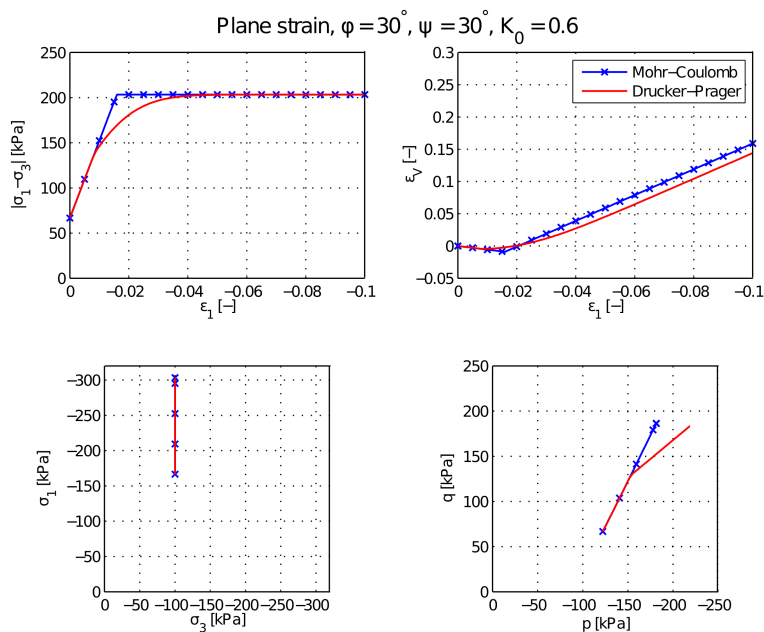 Plane strain, φ = 30°, ψ = 30°, K₀ = 0.6
250
200
150
100
50
0
|σ₁−σ₃| [kPa]
0 −0.02 −0.04 −0.06 −0.08 −0.1
ε₁ [−]
0.3
0.25
0.2
0.15
0.1
0.05
0
−0.05
εV [−]
Mohr−Coulomb
Drucker−Prager
0 −0.02 −0.04 −0.06 −0.08 −0.1
ε₁ [−]
−300
−250
−200
−150
−100
−50
0
σ₁ [kPa]
0 −50 −100 −150 −200 −250 −300
σ₃ [kPa]
250
200
150
100
50
0
q [kPa]
0 −50 −100 −150 −200 −250
p [kPa]